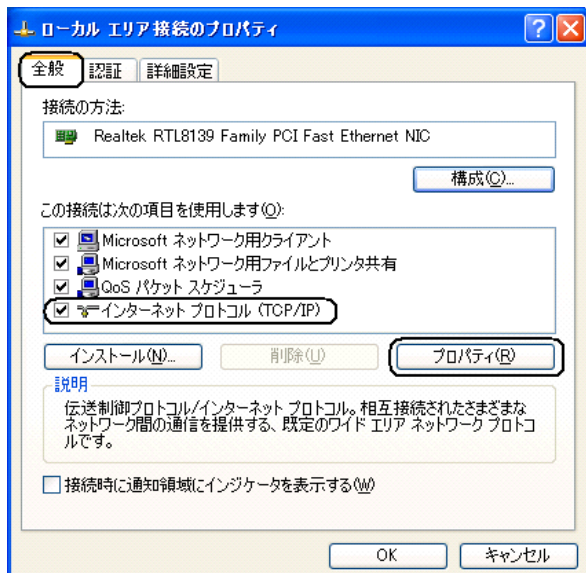 ローカル エリア接続のプロパティ
全般 認証 詳細設定
接続の方法:
Realtek RTL8139 Family PCI Fast Ethernet NIC
構成(C)...
この接続は次の項目を使用します(O):
Microsoft ネットワーク用クライアント
Microsoft ネットワーク用ファイルとプリンタ共有
QoS パケット スケジューラ
インターネット プロトコル (TCP/IP)
インストール(N)... 削除(U) プロパティ(R)
説明
伝送制御プロトコル/インターネット プロトコル。相互接続されたさまざまな
ネットワーク間の通信を提供する、既定のワイド エリア ネットワーク プロトコ
ルです。
接続時に通知領域にインジケータを表示する(W)
OK キャンセル